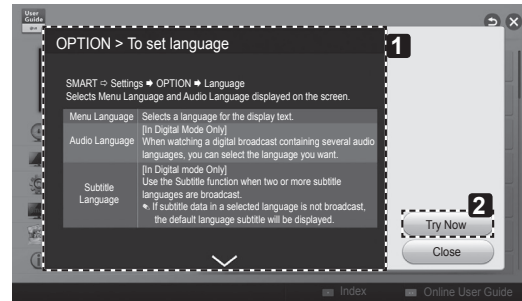 User
Guide
OPTION > To set language
1
SMART ⇨ Settings ➡ OPTION ➡ Language
Selects Menu Language and Audio Language displayed on the screen.
Menu Language Selects a language for the display text.
[In Digital Mode Only]
Audio Language When watching a digital broadcast containing several audio
languages, you can select the language you want.
[In Digital mode Only]
Use the Subtitle function when two or more subtitle
Subtitle
Language
languages are broadcast.
If subtitle data in a selected language is not broadcast,
the default language subtitle will be displayed.
2
Try Now
Close
Index
Online User Guide